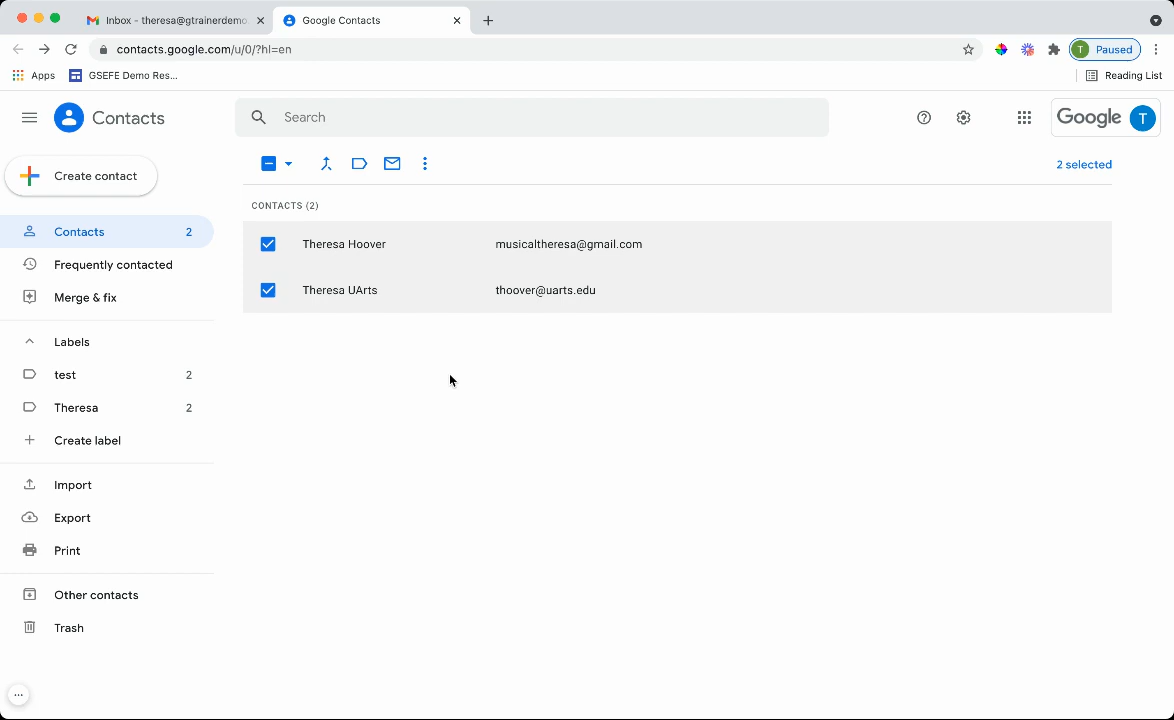 Inbox - theresa@gtrainerdemo
Google Contacts
contacts.google.com/u/0/?hl=en
T Paused
Apps
GSEFE Demo Res...
Reading List
Contacts
Search
Google
T
Create contact
2 selected
CONTACTS (2)
Contacts 2
Theresa Hoover musicaltheresa@gmail.com
Frequently contacted
Theresa UArts thoover@uarts.edu
Merge & fix
Labels
test 2
Theresa 2
Create label
Import
Export
Print
Other contacts
Trash